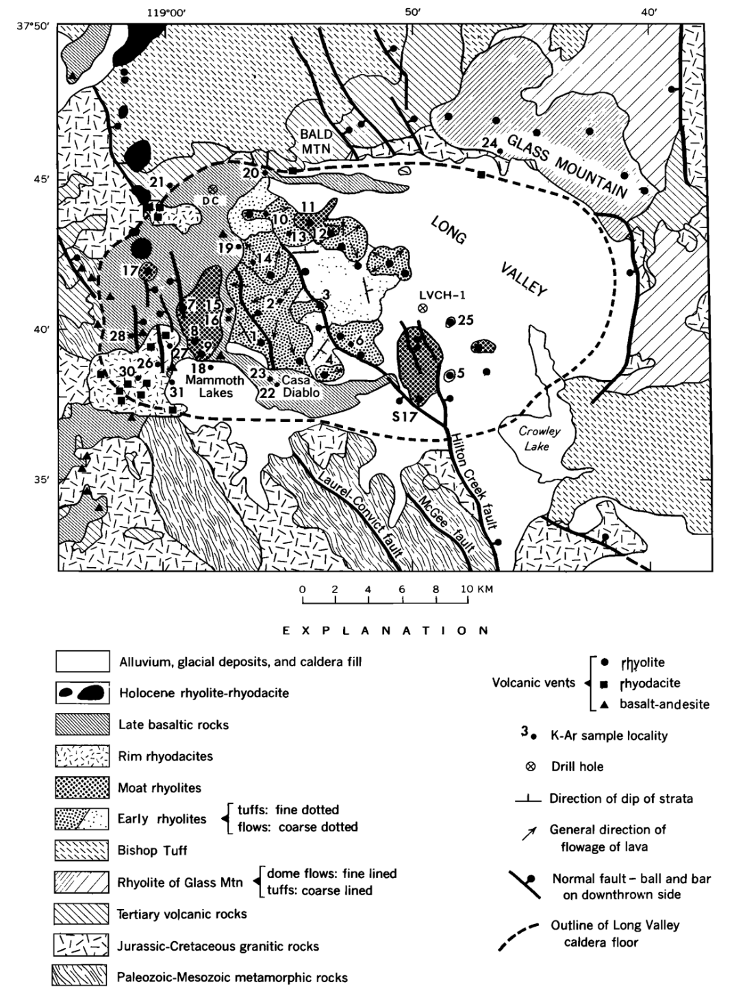 119°00′ 50′ 40′
37°50′
BALD
MTN
24
GLASS MOUNTAIN
45′
21
20
DC
LONG
VALLEY
11
10
13
12
19
14
17
LVCH-1
3
2
7 15
16
25
40′
28
8
1
6
9
27
26
4
5
18
30
23
31
Mammoth
Lakes
22
Casa
Diablo
S17
Crowley
Lake
35′
Hilton Creek fault
Laurel-Convict fault
McGee fault
0 2 4 6 8 10 KM
EXPLANATION
Alluvium, glacial deposits, and caldera fill
Holocene rhyolite-rhyodacite
Late basaltic rocks
Rim rhyodacites
Moat rhyolites
Early rhyolites
tuffs: fine dotted
flows: coarse dotted
Bishop Tuff
Rhyolite of Glass Mtn
dome flows: fine lined
tuffs: coarse lined
Tertiary volcanic rocks
Jurassic-Cretaceous granitic rocks
Paleozoic-Mesozoic metamorphic rocks
Volcanic vents
rhyolite
rhyodacite
basalt-andesite
3 K-Ar sample locality
Drill hole
Direction of dip of strata
General direction of
flowage of lava
Normal fault – ball and bar
on downthrown side
Outline of Long Valley
caldera floor